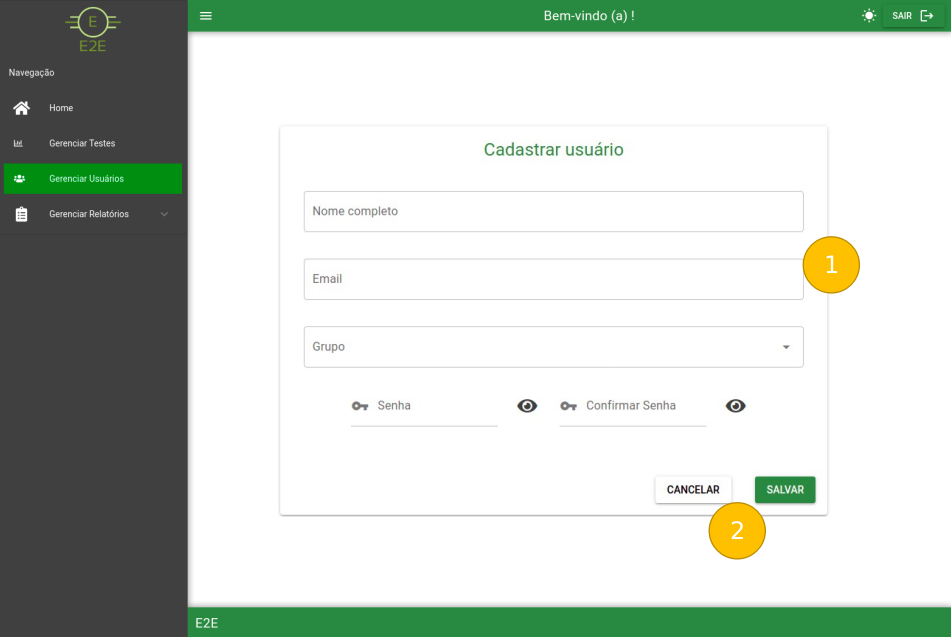 E
E2E
Navegação
Home
Gerenciar Testes
Gerenciar Usuários
Gerenciar Relatórios
Bem-vindo (a) !
SAIR
Cadastrar usuário
Nome completo
Email
1
Grupo
Senha
Confirmar Senha
CANCELAR
SALVAR
2
E2E